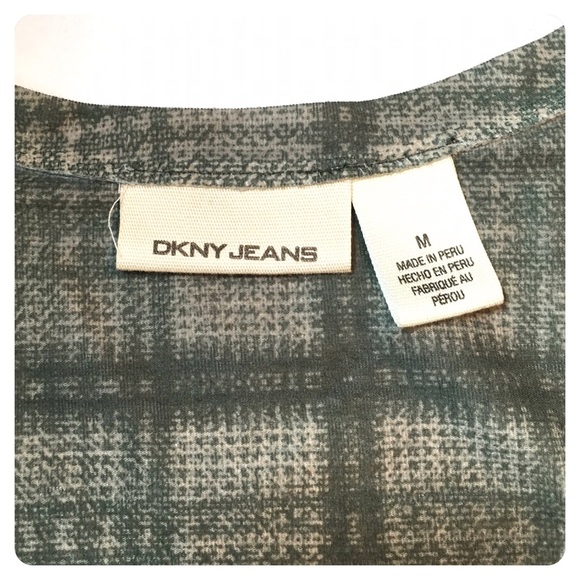 DKNY JEANS
M
MADE IN PERU
HECHO EN PERU
FABRIQUÉ AU
PÉROU